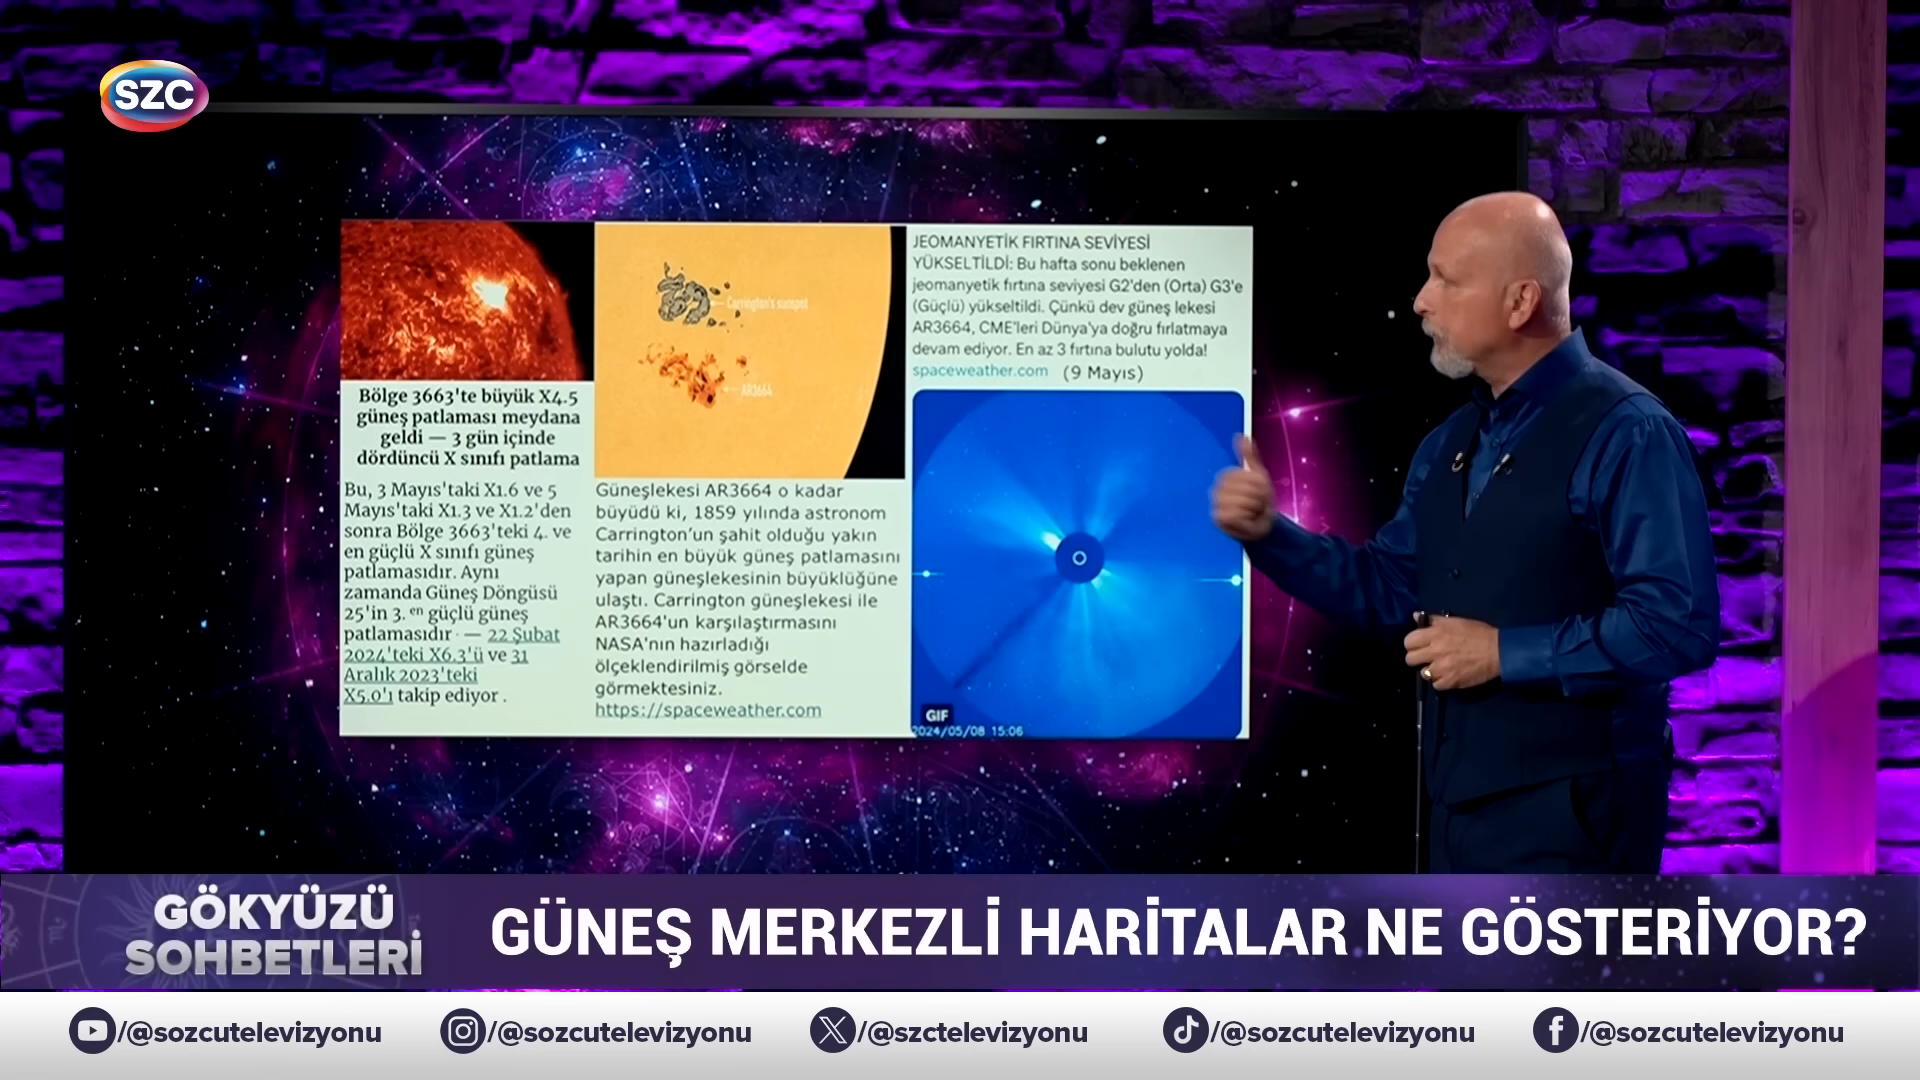 SZC
Bölge 3663'te büyük X4.5
güneş patlaması meydana
geldi — 3 gün içinde
dördüncü X sınıfı patlama
Bu, 3 Mayıs'taki X1.6 ve 5
Mayıs'taki X1.3 ve X1.2'den
sonra Bölge 3663'teki 4. ve
en güçlü X sınıfı güneş
patlamasıdır. Aynı
zamanda Güneş Döngüsü
25'in 3. en güçlü güneş
patlamasıdır — 22 Şubat
2024'teki X6.3'ü ve 31
Aralık 2023'teki
X5.0'ı takip ediyor .
Carrington's sunspot
AR3664
Güneşlekesi AR3664 o kadar
büyüdü ki, 1859 yılında astronom
Carrington'un şahit olduğu yakın
tarihin en büyük güneş patlamasını
yapan güneşlekesinin büyüklüğüne
ulaştı. Carrington güneşlekesi ile
AR3664'un karşılaştırmasını
NASA'nın hazırladığı
ölçeklendirilmiş görselde
görmektesiniz.
https://spaceweather.com
JEOMANYETİK FIRTINA SEVİYESİ
YÜKSELTİLDİ: Bu hafta sonu beklenen
jeomanyetik fırtına seviyesi G2'den (Orta) G3'e
(Güçlü) yükseltildi. Çünkü dev güneş lekesi
AR3664, CME'leri Dünya'ya doğru fırlatmaya
devam ediyor. En az 3 fırtına bulutu yolda!
spaceweather.com (9 Mayıs)
GIF
2024/05/08 15:06
GÖKYÜZÜ
SOHBETLERİ
GÜNEŞ MERKEZLİ HARİTALAR NE GÖSTERİYOR?
/@sozcutelevizyonu
/@sozcutelevizyonu
/@szctelevizyonu
/@sozcutelevizyonu
/@sozcutelevizyonu